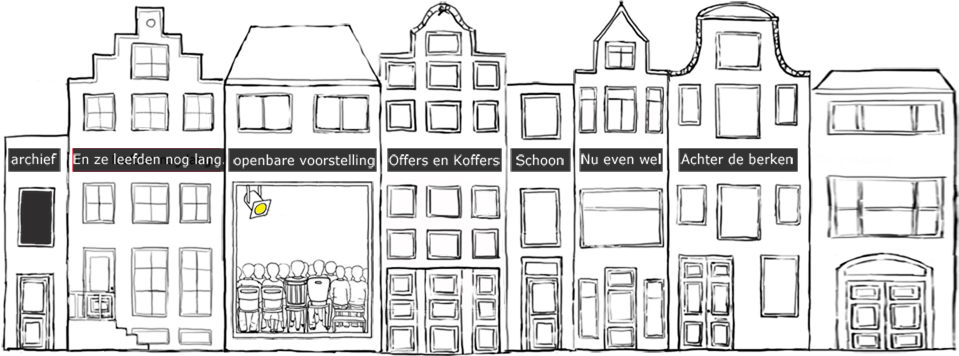 archief
En ze leefden nog lang
openbare voorstelling
Offers en Koffers
Schoon
Nu even wel
Achter de berken